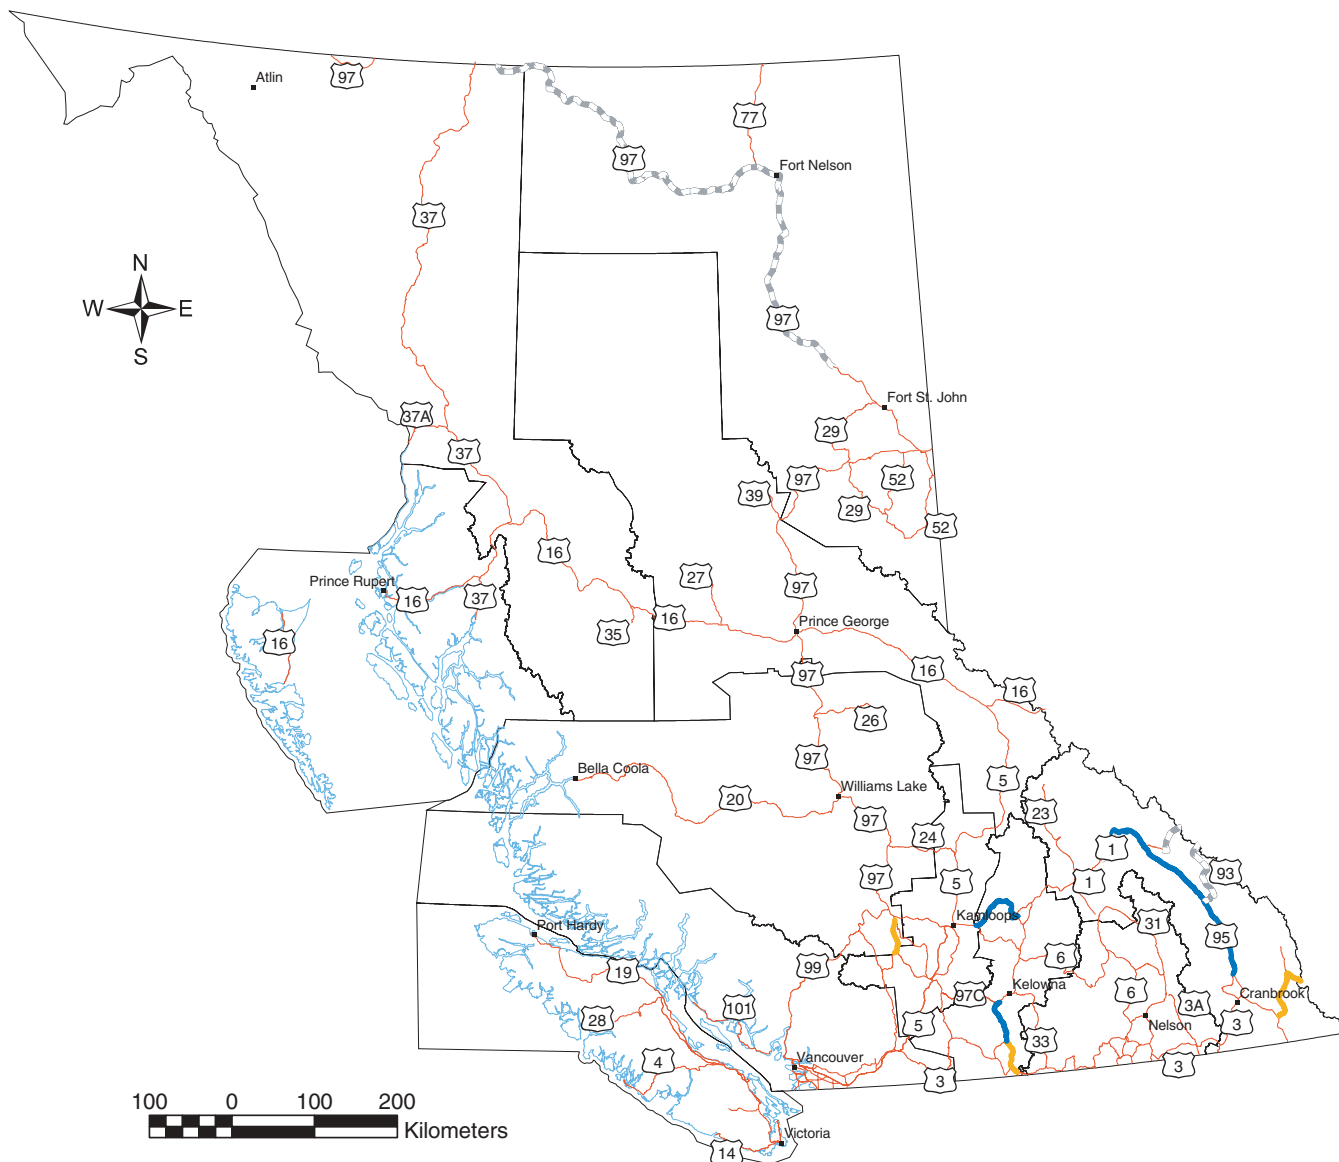 Atlin
97
77
97
Fort Nelson
37
N
W
E
S
97
Fort St. John
37A
29
37
97
52
39
29
52
16
27
97
Prince Rupert
16
37
16
35
Prince George
16
97
16
16
26
97
Bella Coola
5
20
Williams Lake
97
23
24
1
97
5
1
93
Kamloops
31
Port Hardy
95
99
6
19
97C
Kelowna
6
3A
Cranbrook
101
28
5
33
Nelson
3
4
Vancouver
3
3
100
0
100
200
Kilometers
Victoria
14